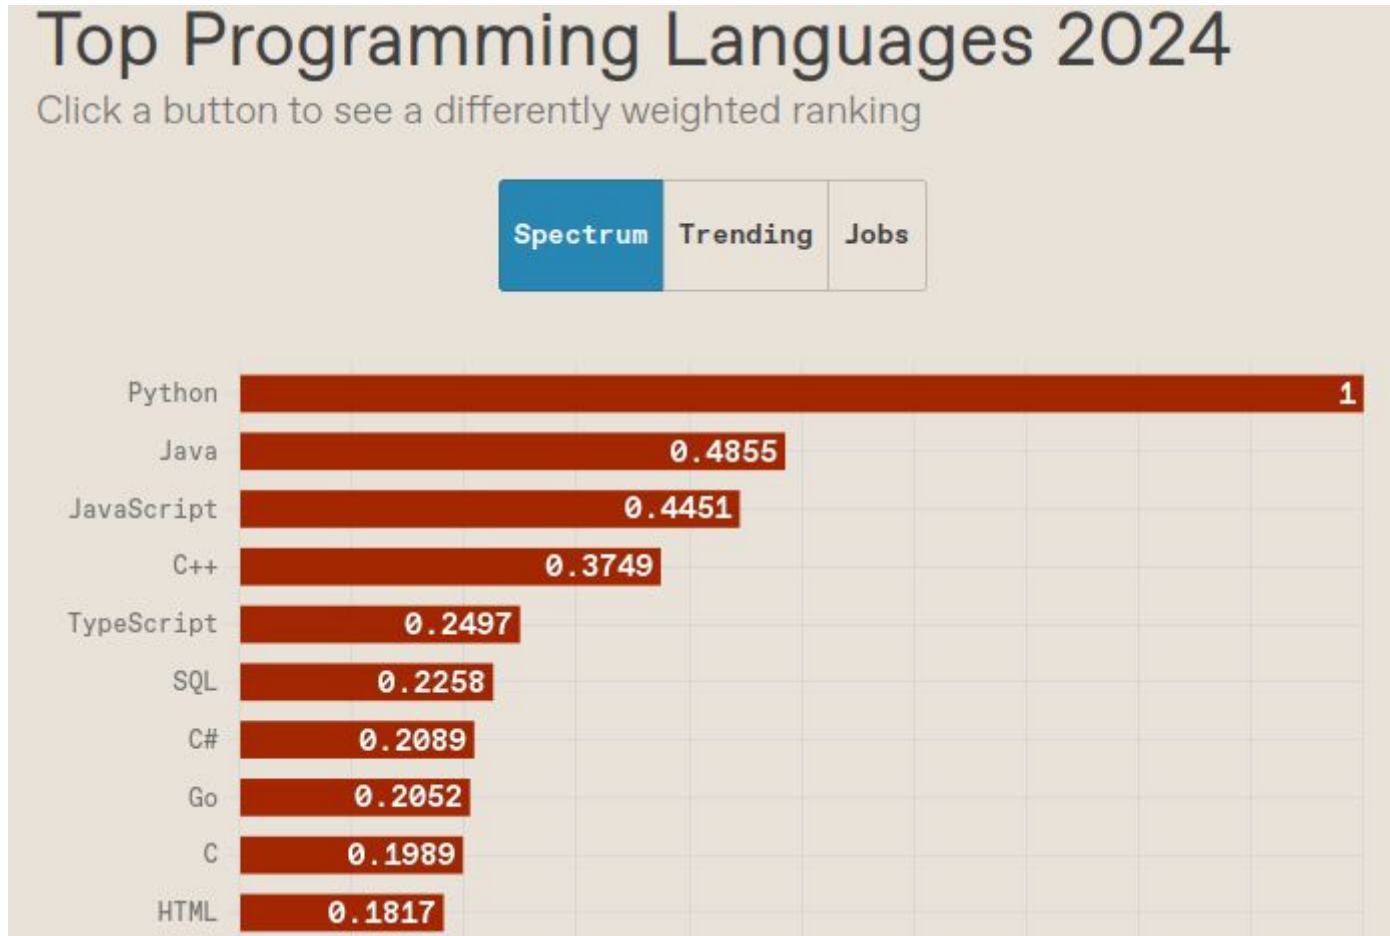 Top Programming Languages 2024
Click a button to see a differently weighted ranking
Spectrum Trending Jobs
Python 1
Java 0.4855
JavaScript 0.4451
C++ 0.3749
TypeScript 0.2497
SQL 0.2258
C# 0.2089
Go 0.2052
C 0.1989
HTML 0.1817